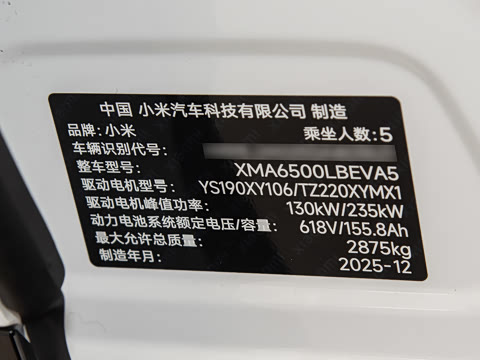 中国 小米汽车科技有限公司 制造
品牌:小米 乘坐人数:5
车辆识别代号:
整车型号: XMA6500LBEVA5
驱动电机型号: YS190XY106/TZ220XYMX1
驱动电机峰值功率: 130kW/235kW
动力电池系统额定电压/容量: 618V/155.8Ah
最大允许总质量: 2875kg
制造年月: 2025-12